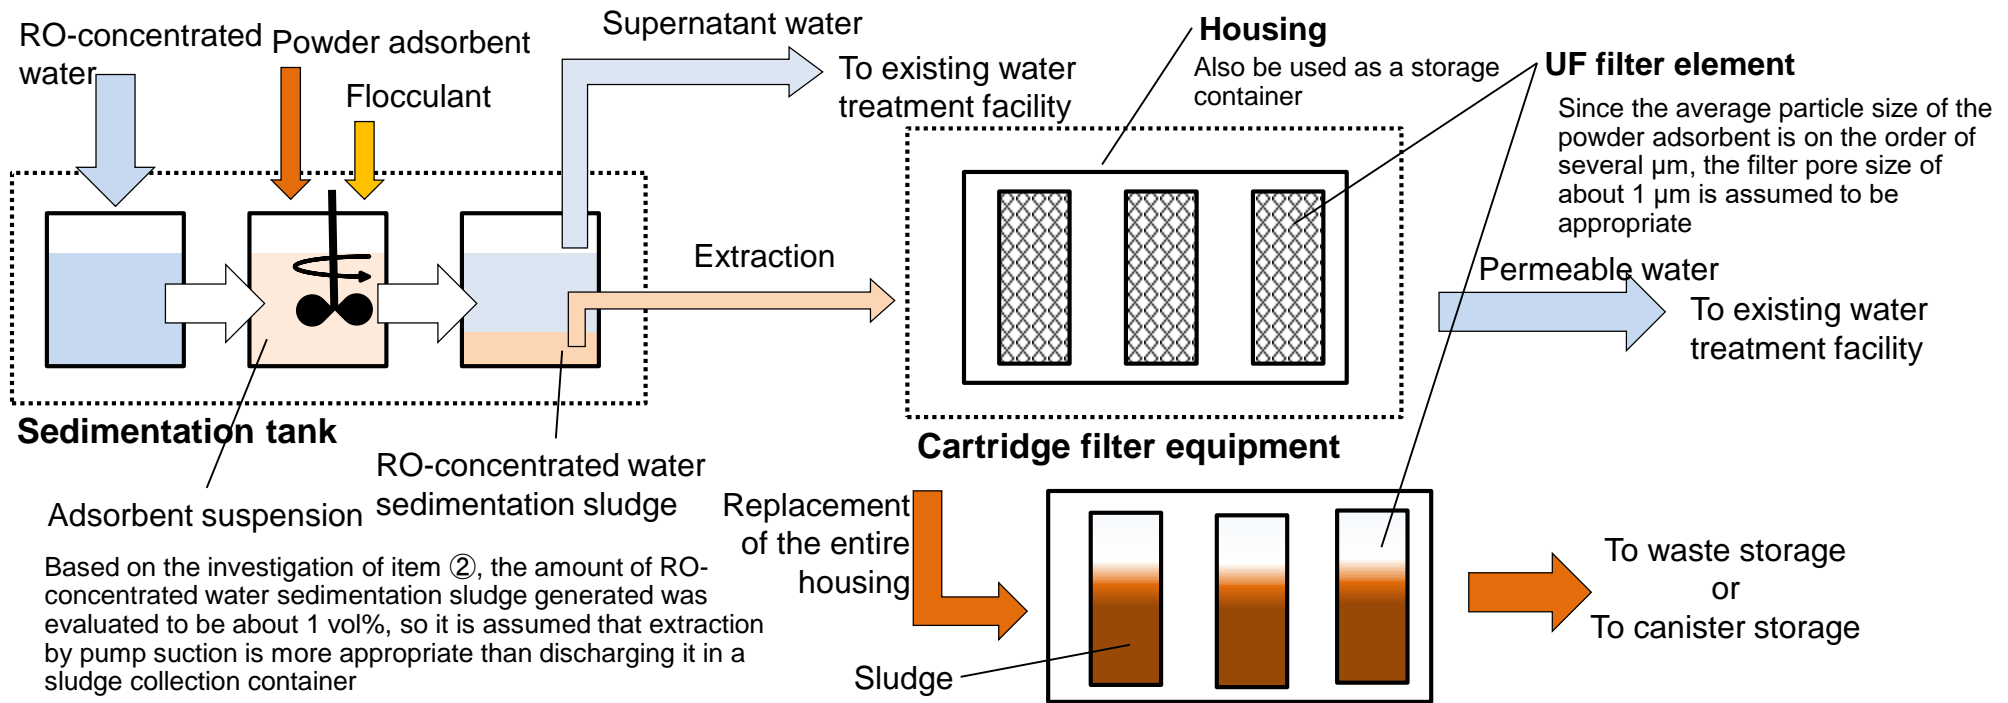 RO-concentrated
water
Powder adsorbent
Flocculant
Supernatant water
To existing water
treatment facility
Housing
Also be used as a storage
container
UF filter element
Since the average particle size of the
powder adsorbent is on the order of
several µm, the filter pore size of
about 1 µm is assumed to be
appropriate
Extraction
Permeable water
To existing water
treatment facility
Sedimentation tank
Cartridge filter equipment
RO-concentrated water
sedimentation sludge
Adsorbent suspension
Based on the investigation of item ②, the amount of RO-
concentrated water sedimentation sludge generated was
evaluated to be about 1 vol%, so it is assumed that extraction
by pump suction is more appropriate than discharging it in a
sludge collection container
Replacement
of the entire
housing
Sludge
To waste storage
or
To canister storage